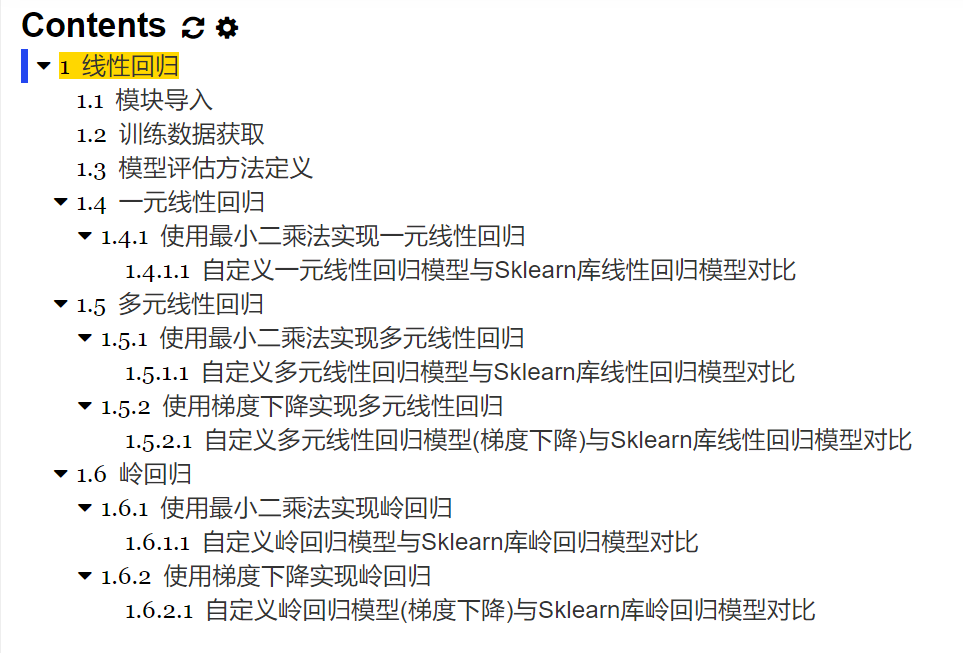 Contents
1 线性回归
1.1 模块导入
1.2 训练数据获取
1.3 模型评估方法定义
1.4 一元线性回归
1.4.1 使用最小二乘法实现一元线性回归
1.4.1.1 自定义一元线性回归模型与Sklearn库线性回归模型对比
1.5 多元线性回归
1.5.1 使用最小二乘法实现多元线性回归
1.5.1.1 自定义多元线性回归模型与Sklearn库线性回归模型对比
1.5.2 使用梯度下降实现多元线性回归
1.5.2.1 自定义多元线性回归模型(梯度下降)与Sklearn库线性回归模型对比
1.6 岭回归
1.6.1 使用最小二乘法实现岭回归
1.6.1.1 自定义岭回归模型与Sklearn库岭回归模型对比
1.6.2 使用梯度下降实现岭回归
1.6.2.1 自定义岭回归模型(梯度下降)与Sklearn库岭回归模型对比